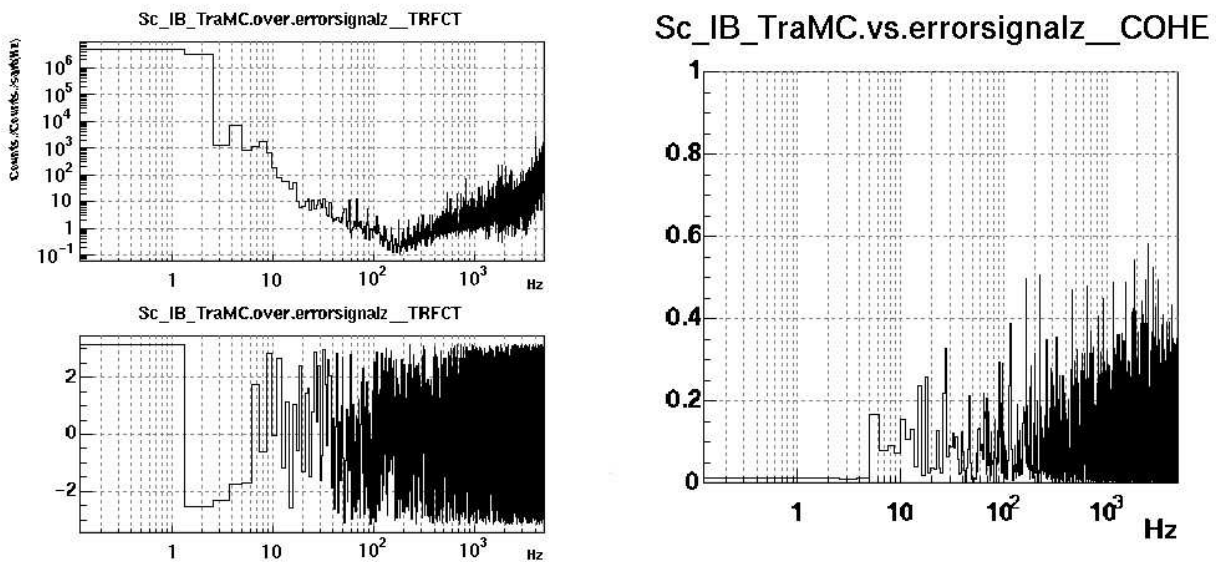 Sc_IB_TraMC.over.errorsignalz__TRFCT
10^6
10^5
10^4
10^3
10^2
10
1
10^-1
1 10 10^2 10^3 Hz
Sc_IB_TraMC.over.errorsignalz__TRFCT
2
0
-2
1 10 10^2 10^3 Hz
Sc_IB_TraMC.vs.errorsignalz__COHE
1
0.8
0.6
0.4
0.2
0
1 10 10^2 10^3 Hz